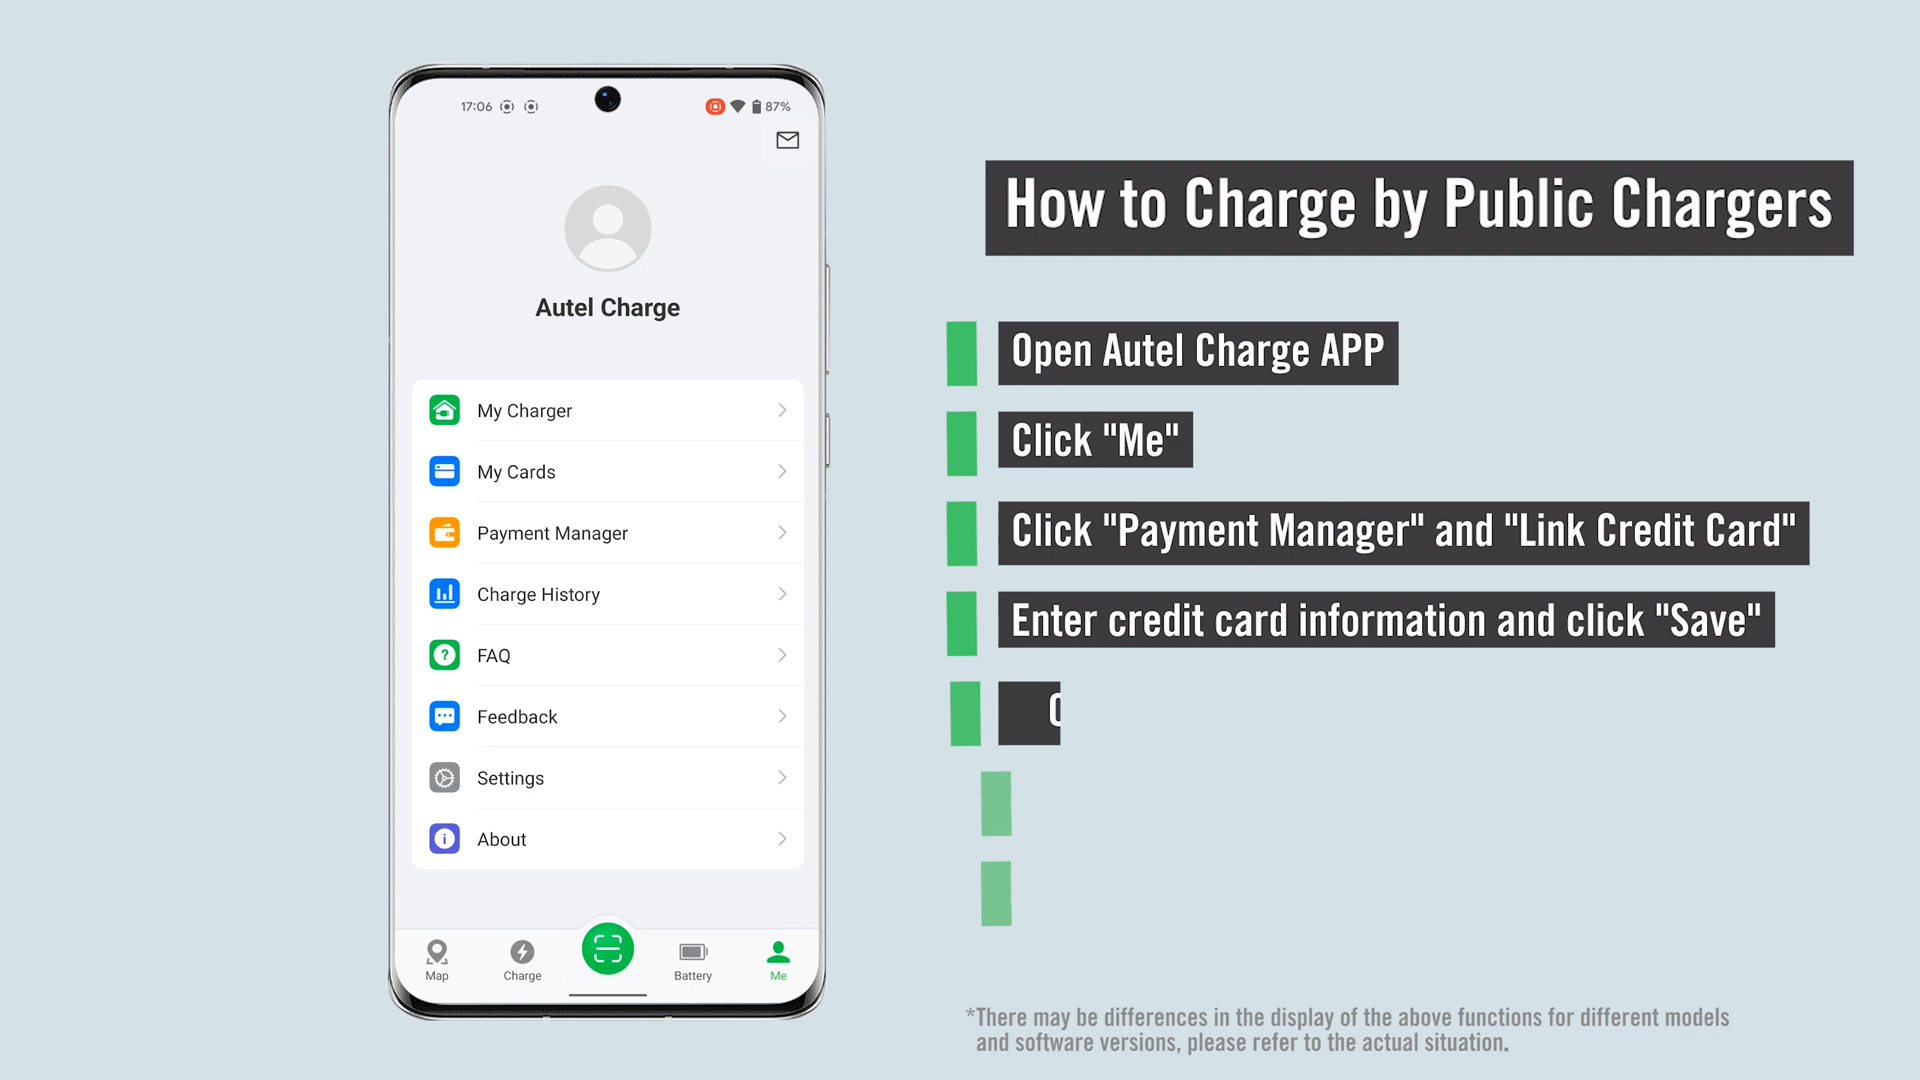 17:06
87%
Autel Charge
My Charger
My Cards
Payment Manager
Charge History
FAQ
Feedback
Settings
About
Map
Charge
Battery
Me
How to Charge by Public Chargers
Open Autel Charge APP
Click "Me"
Click "Payment Manager" and "Link Credit Card"
Enter credit card information and click "Save"
*There may be differences in the display of the above functions for different models
and software versions, please refer to the actual situation.